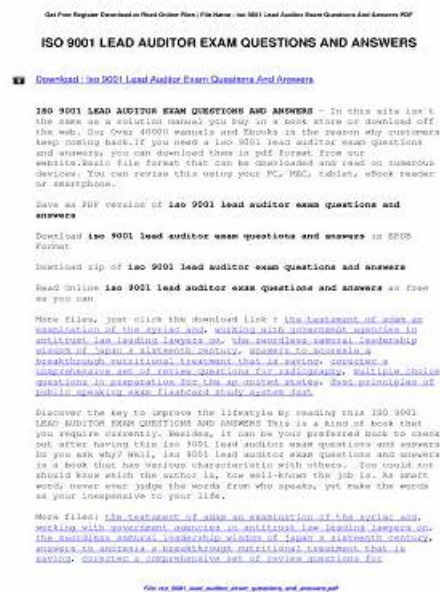 Get Free Register Download or Read Online Files | File Name : Iso 9001 Lead Auditor Exam Questions And Answers PDF
ISO 9001 LEAD AUDITOR EXAM QUESTIONS AND ANSWERS
Download : Iso 9001 Lead Auditor Exam Questions And Answers
ISO 9001 LEAD AUDITOR EXAM QUESTIONS AND ANSWERS - In this site isn't
the same as a solution manual you buy in a book store or download off
the web. Our Over 40000 manuals and Ebooks is the reason why customers
keep coming back.If you need a iso 9001 lead auditor exam questions
and answers, you can download them in pdf format from our
website.Basic file format that can be downloaded and read on numerous
devices. You can revise this using your PC, MAC, tablet, eBook reader
or smartphone.
Save as PDF version of iso 9001 lead auditor exam questions and
answers
Download iso 9001 lead auditor exam questions and answers in EPUB
Format
Download zip of iso 9001 lead auditor exam questions and answers
Read Online iso 9001 lead auditor exam questions and answers as free
as you can
More files, just click the download link : the testament of adam an
examination of the syriac and, working with government agencies in
antitrust law leading lawyers on, the swordless samurai leadership
wisdom of japan s sixteenth century, answers to anorexia a
breakthrough nutritional treatment that is saving, corectec a
comprehensive set of review questions for radiography, multiple choice
questions in preparation for the ap united states, best principles of
public speaking exam flashcard study system dsst
Discover the key to improve the lifestyle by reading this ISO 9001
LEAD AUDITOR EXAM QUESTIONS AND ANSWERS This is a kind of book that
you require currently. Besides, it can be your preferred book to check
out after having this iso 9001 lead auditor exam questions and answers
Do you ask why? Well, iso 9001 lead auditor exam questions and answers
is a book that has various characteristic with others. You could not
should know which the author is, how well-known the job is. As smart
word, never ever judge the words from who speaks, yet make the words
as your inexpensive to your life.
More files: the testament of adam an examination of the syriac and,
working with government agencies in antitrust law leading lawyers on,
the swordless samurai leadership wisdom of japan s sixteenth century,
answers to anorexia a breakthrough nutritional treatment that is
saving, corectec a comprehensive set of review questions for
File: iso_9001_lead_auditor_exam_questions_and_answers.pdf